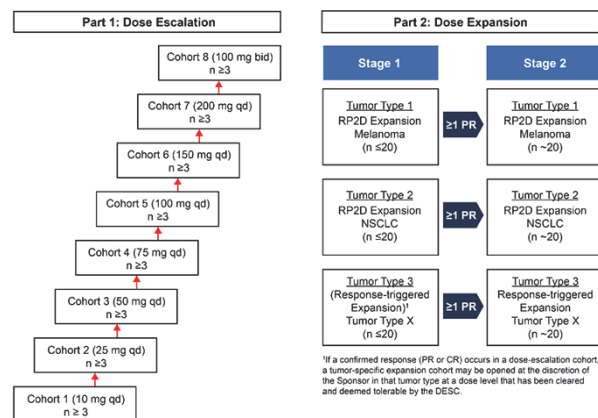 Part 1: Dose Escalation
Cohort 8 (100 mg bid)
n ≥3
Cohort 7 (200 mg qd)
n ≥3
Cohort 6 (150 mg qd)
n ≥3
Cohort 5 (100 mg qd)
n ≥3
Cohort 4 (75 mg qd)
n ≥3
Cohort 3 (50 mg qd)
n ≥3
Cohort 2 (25 mg qd)
n ≥3
Cohort 1 (10 mg qd)
n ≥ 3
Part 2: Dose Expansion
Stage 1
Stage 2
Tumor Type 1
RP2D Expansion
Melanoma
(n ≤20)
≥1 PR
Tumor Type 1
RP2D Expansion
Melanoma
(n ~20)
Tumor Type 2
RP2D Expansion
NSCLC
(n ≤20)
≥1 PR
Tumor Type 2
RP2D Expansion
NSCLC
(n ~20)
Tumor Type 3
(Response-triggered
Expansion)¹
Tumor Type X
(n ≤20)
≥1 PR
Tumor Type 3
Response-triggered
Expansion
Tumor Type X
(n ~20)
¹If a confirmed response (PR or CR) occurs in a dose-escalation cohort,
a tumor-specific expansion cohort may be opened at the discretion of
the Sponsor in that tumor type at a dose level that has been cleared
and deemed tolerable by the DESC.